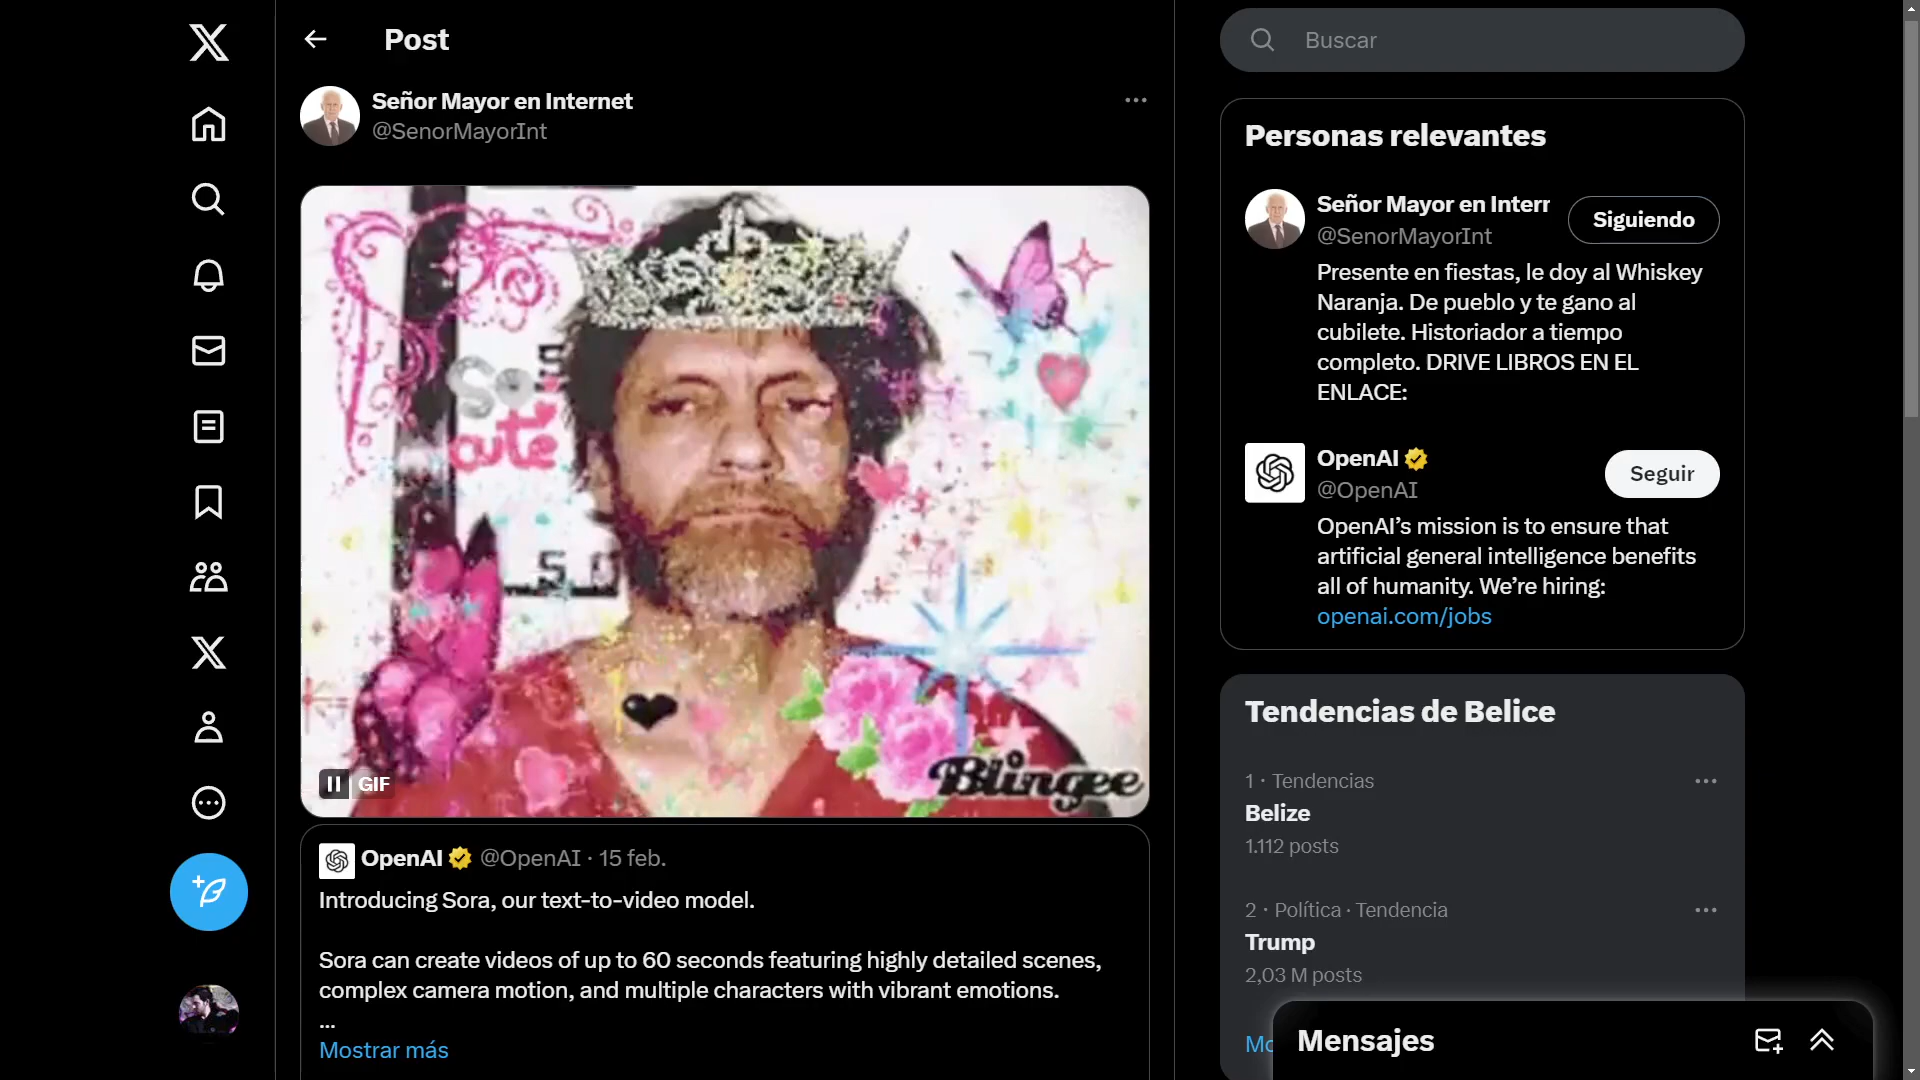 Post
Señor Mayor en Internet
@SenorMayorInt
So
cute
Blingee
GIF
OpenAI @OpenAI · 15 feb.
Introducing Sora, our text-to-video model.
Sora can create videos of up to 60 seconds featuring highly detailed scenes,
complex camera motion, and multiple characters with vibrant emotions.
...
Mostrar más
Buscar
Personas relevantes
Señor Mayor en Interr
@SenorMayorInt
Siguiendo
Presente en fiestas, le doy al Whiskey
Naranja. De pueblo y te gano al
cubilete. Historiador a tiempo
completo. DRIVE LIBROS EN EL
ENLACE:
OpenAI
@OpenAI
Seguir
OpenAI’s mission is to ensure that
artificial general intelligence benefits
all of humanity. We’re hiring:
openai.com/jobs
Tendencias de Belice
1 · Tendencias
Belize
1.112 posts
2 · Política · Tendencia
Trump
2,03 M posts
Mensajes